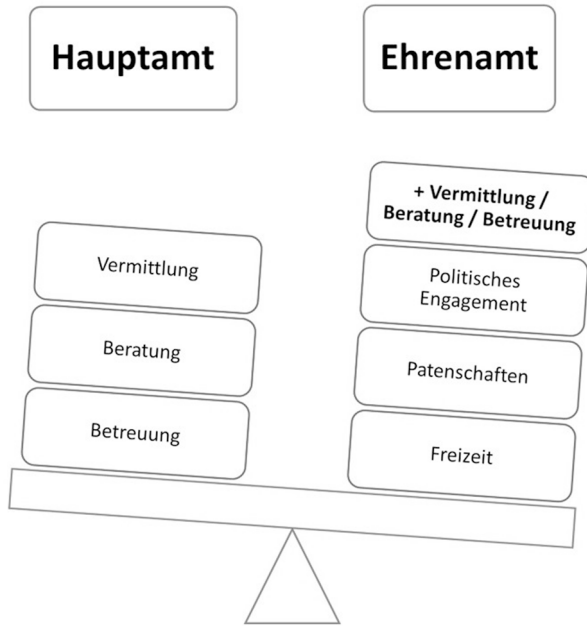 Hauptamt
Ehrenamt
Vermittlung
Beratung
Betreuung
+ Vermittlung /
Beratung / Betreuung
Politisches
Engagement
Patenschaften
Freizeit